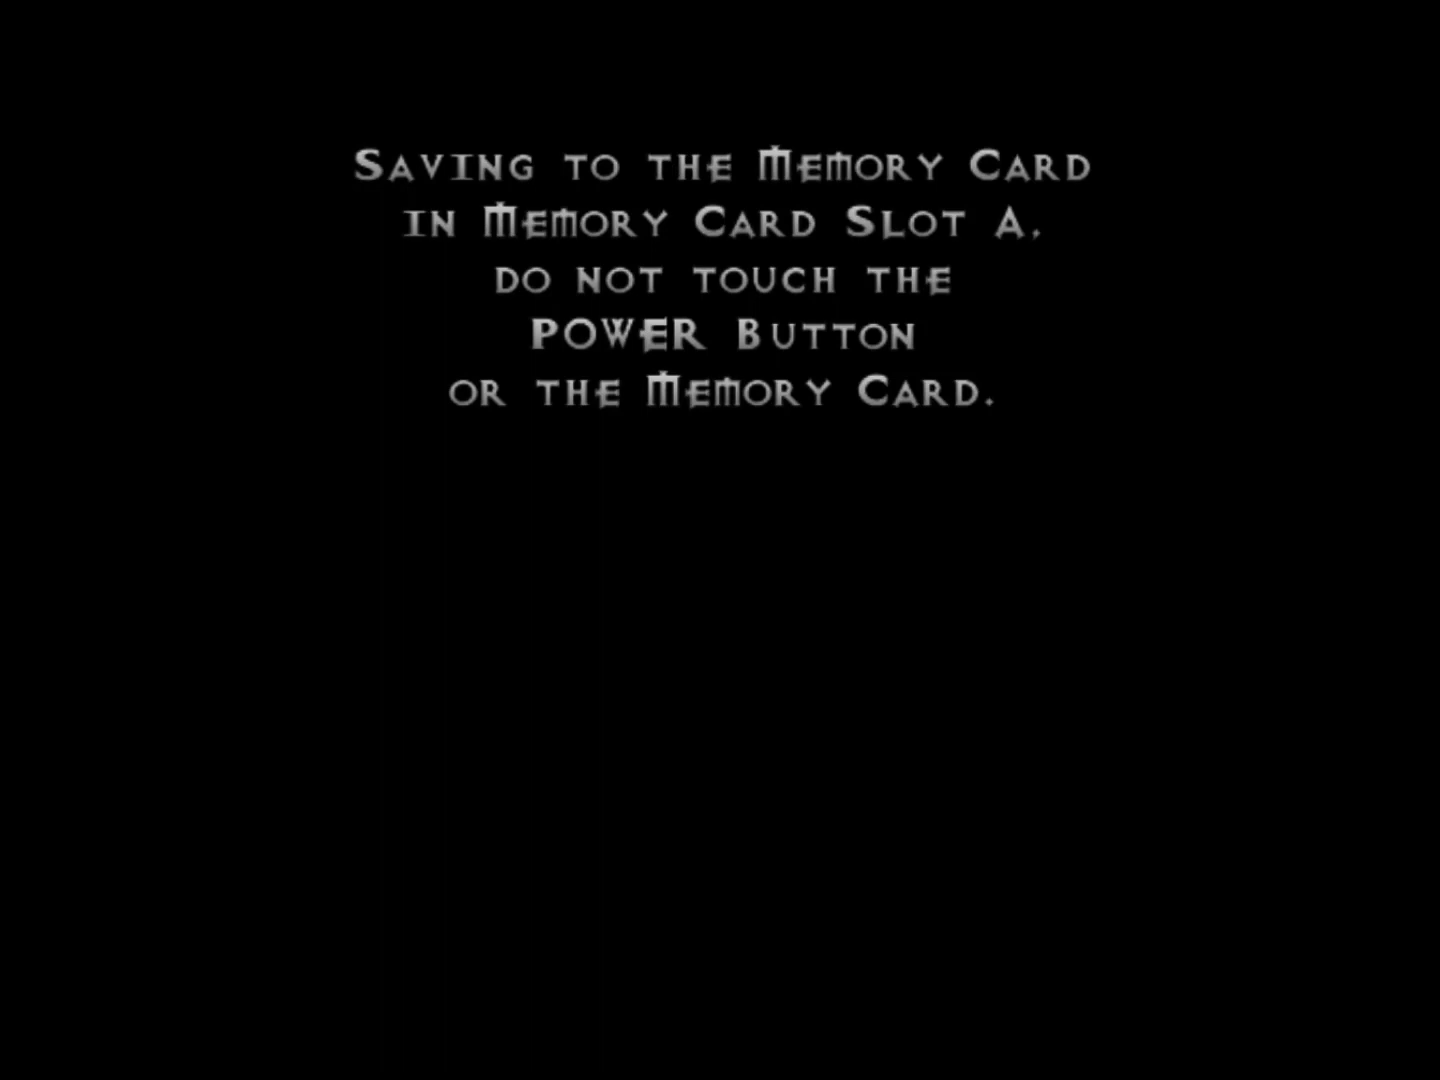 Saving to the Memory Card
in Memory Card Slot A,
do not touch the
POWER Button
or the Memory Card.